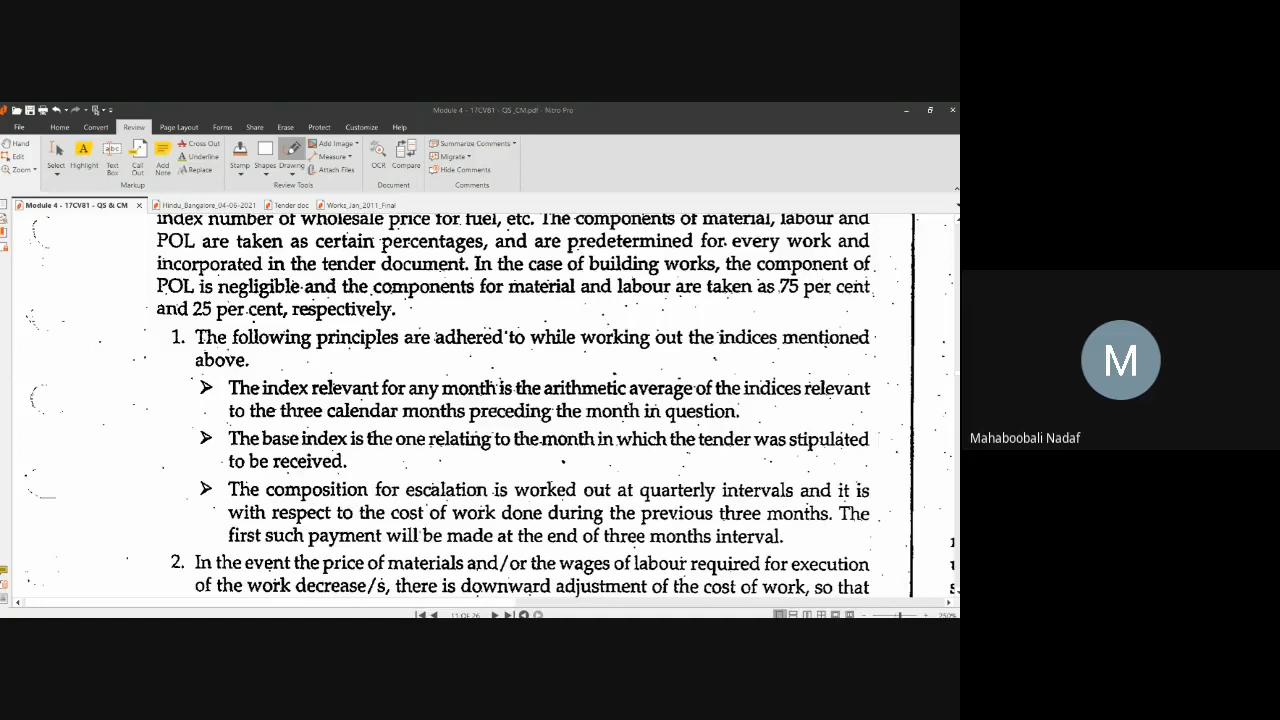 Module 4 - 17CV81 - QS _CM.pdf - Nitro Pro
File Home Convert Review Page Layout Forms Share Erase Protect Customize Help
Hand
Edit
Zoom
Select Highlight Text Box Call Out Add Note
Cross Out
Underline
Replace
Markup
Stamp Shapes Drawing
Add Image
Measure
Attach Files
Review Tools
OCR Compare
Document
Summarize Comments
Migrate
Hide Comments
Comments
Module 4 - 17CV81 - QS & CM × Hindu_Bangalore_04-06-2021 Tender doc Works_Jan_2011_Final
index number of wholesale price for fuel, etc. The components of material, labour and
POL are taken as certain percentages, and are predetermined for every work and
incorporated in the tender document. In the case of building works, the component of
POL is negligible and the components for material and labour are taken as 75 per cent
and 25 per cent, respectively.
1. The following principles are adhered to while working out the indices mentioned
above.
➢ The index relevant for any month is the arithmetic average of the indices relevant
to the three calendar months preceding the month in question.
➢ The base index is the one relating to the month in which the tender was stipulated
to be received.
➢ The composition for escalation is worked out at quarterly intervals and it is
with respect to the cost of work done during the previous three months. The
first such payment will be made at the end of three months interval.
2. In the event the price of materials and/or the wages of labour required for execution
of the work decrease/s, there is downward adjustment of the cost of work, so that
11 OF 26
250%
M
Mahaboobali Nadaf